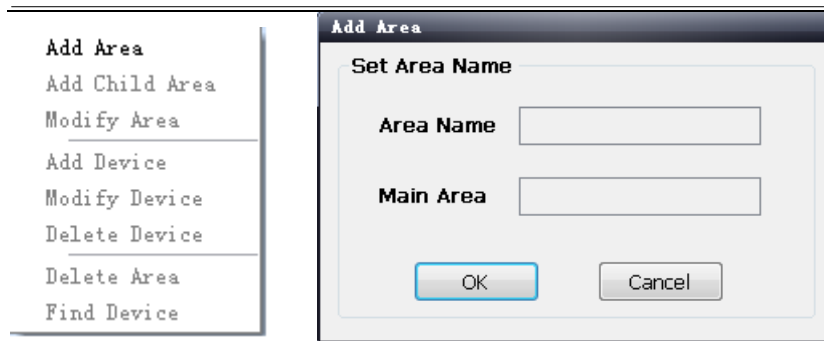 Add Area
Add Child Area
Modify Area
Add Device
Modify Device
Delete Device
Delete Area
Find Device
Add Area
Set Area Name
Area Name
Main Area
OK Cancel